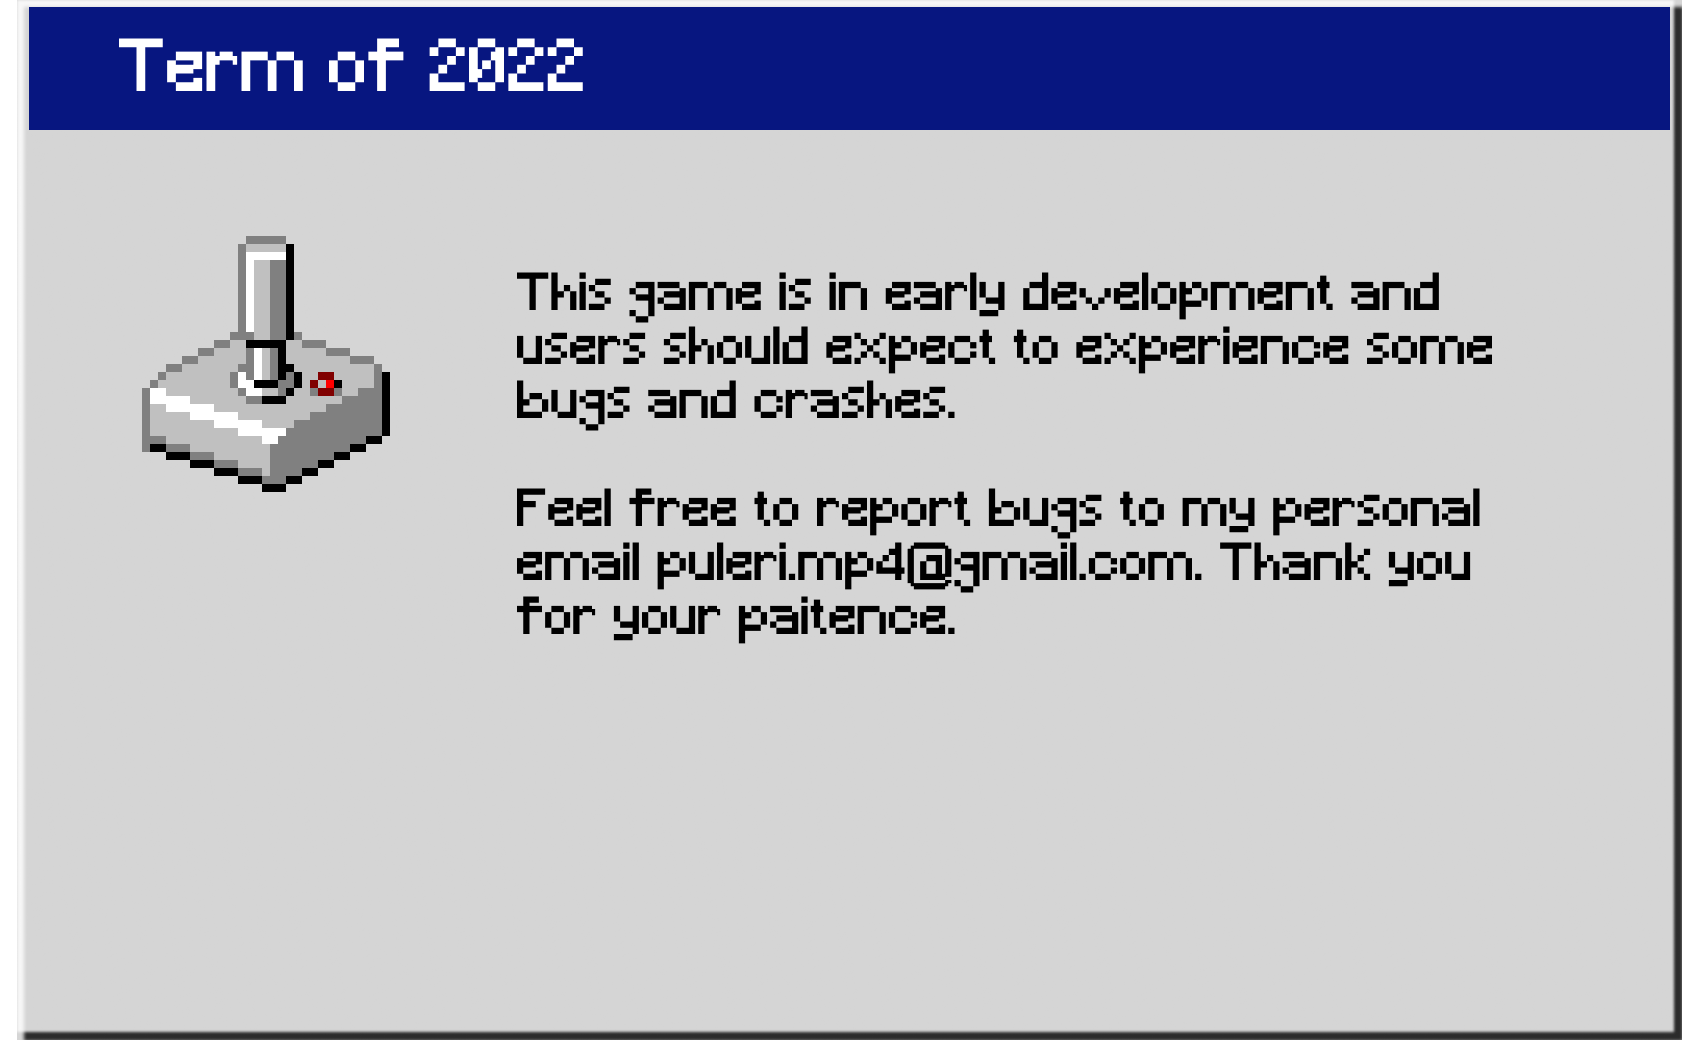 Term of 2022
This game is in early development and
users should expect to experience some
bugs and crashes.
Feel free to report bugs to my personal
email puleri.mp4@gmail.com. Thank you
for your paitence.